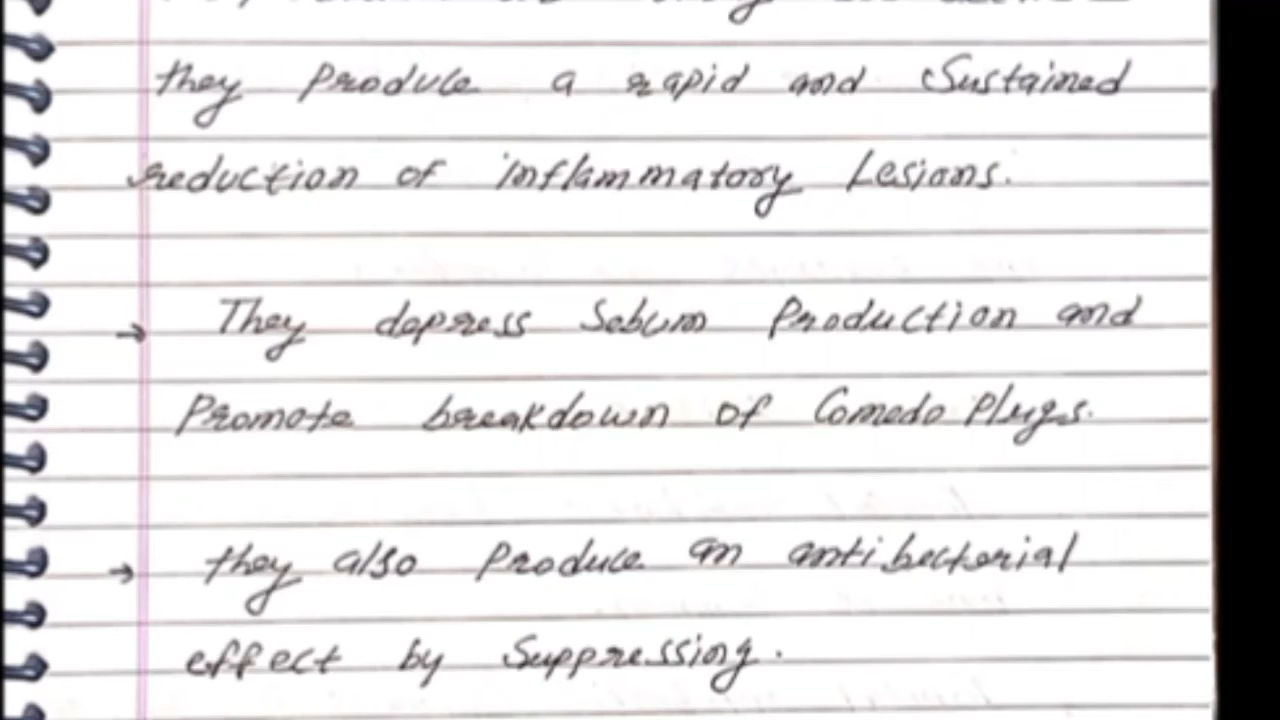 they Produce a rapid and Sustained
reduction of inflammatory Lesions.
→ They depress Sebum Production and
Promote breakdown of Comedo Plugs.
→ they also Produce an antibacterial
effect by Suppressing.